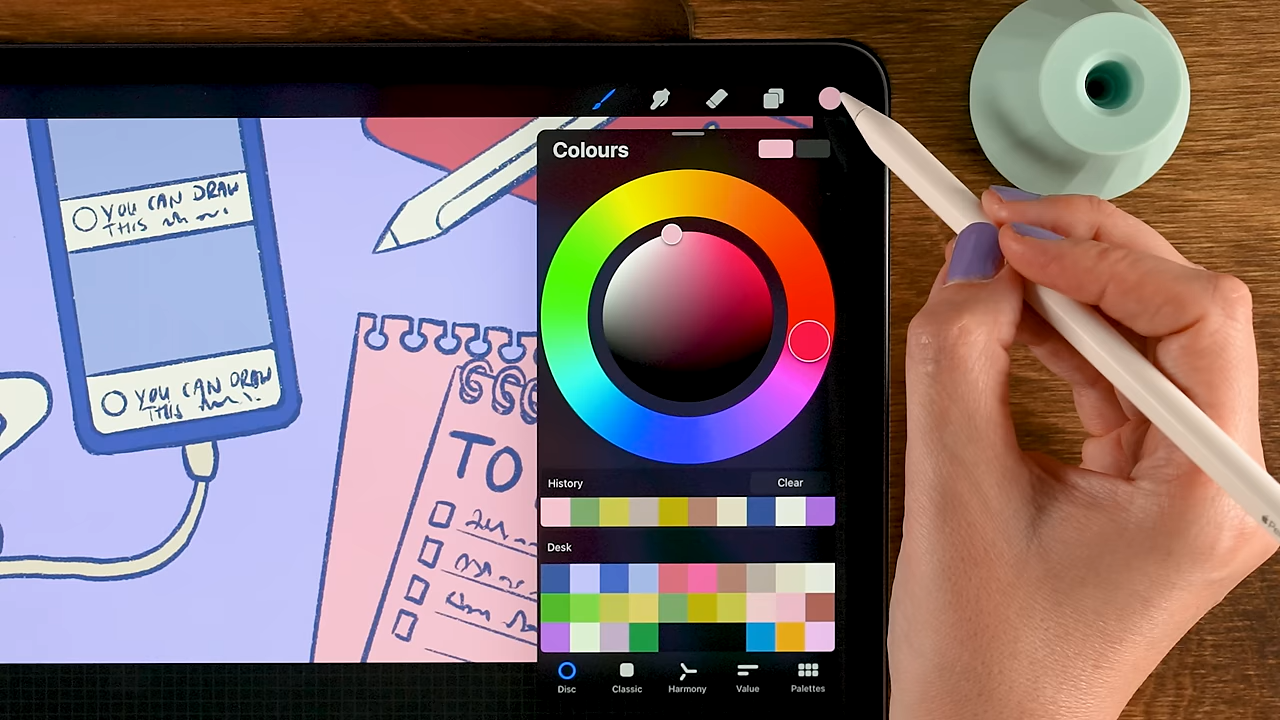 Colours
YOU CAN DRAW
THIS
YOU CAN DRAW
THIS
TO
History
Clear
Desk
Disc
Classic
Harmony
Value
Palettes